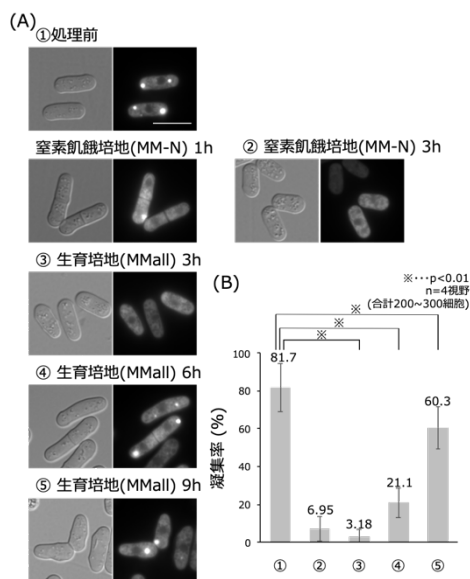 (A)
①処理前
窒素飢餓培地(MM-N) 1h
② 窒素飢餓培地(MM-N) 3h
③ 生育培地(MMall) 3h
④ 生育培地(MMall) 6h
⑤ 生育培地(MMall) 9h
(B)
※･･･p<0.01
n=4視野
(合計200~300細胞)
※
※
※
凝集率 (%)
100
80
60
40
20
0
81.7
6.95
3.18
21.1
60.3
① ② ③ ④ ⑤